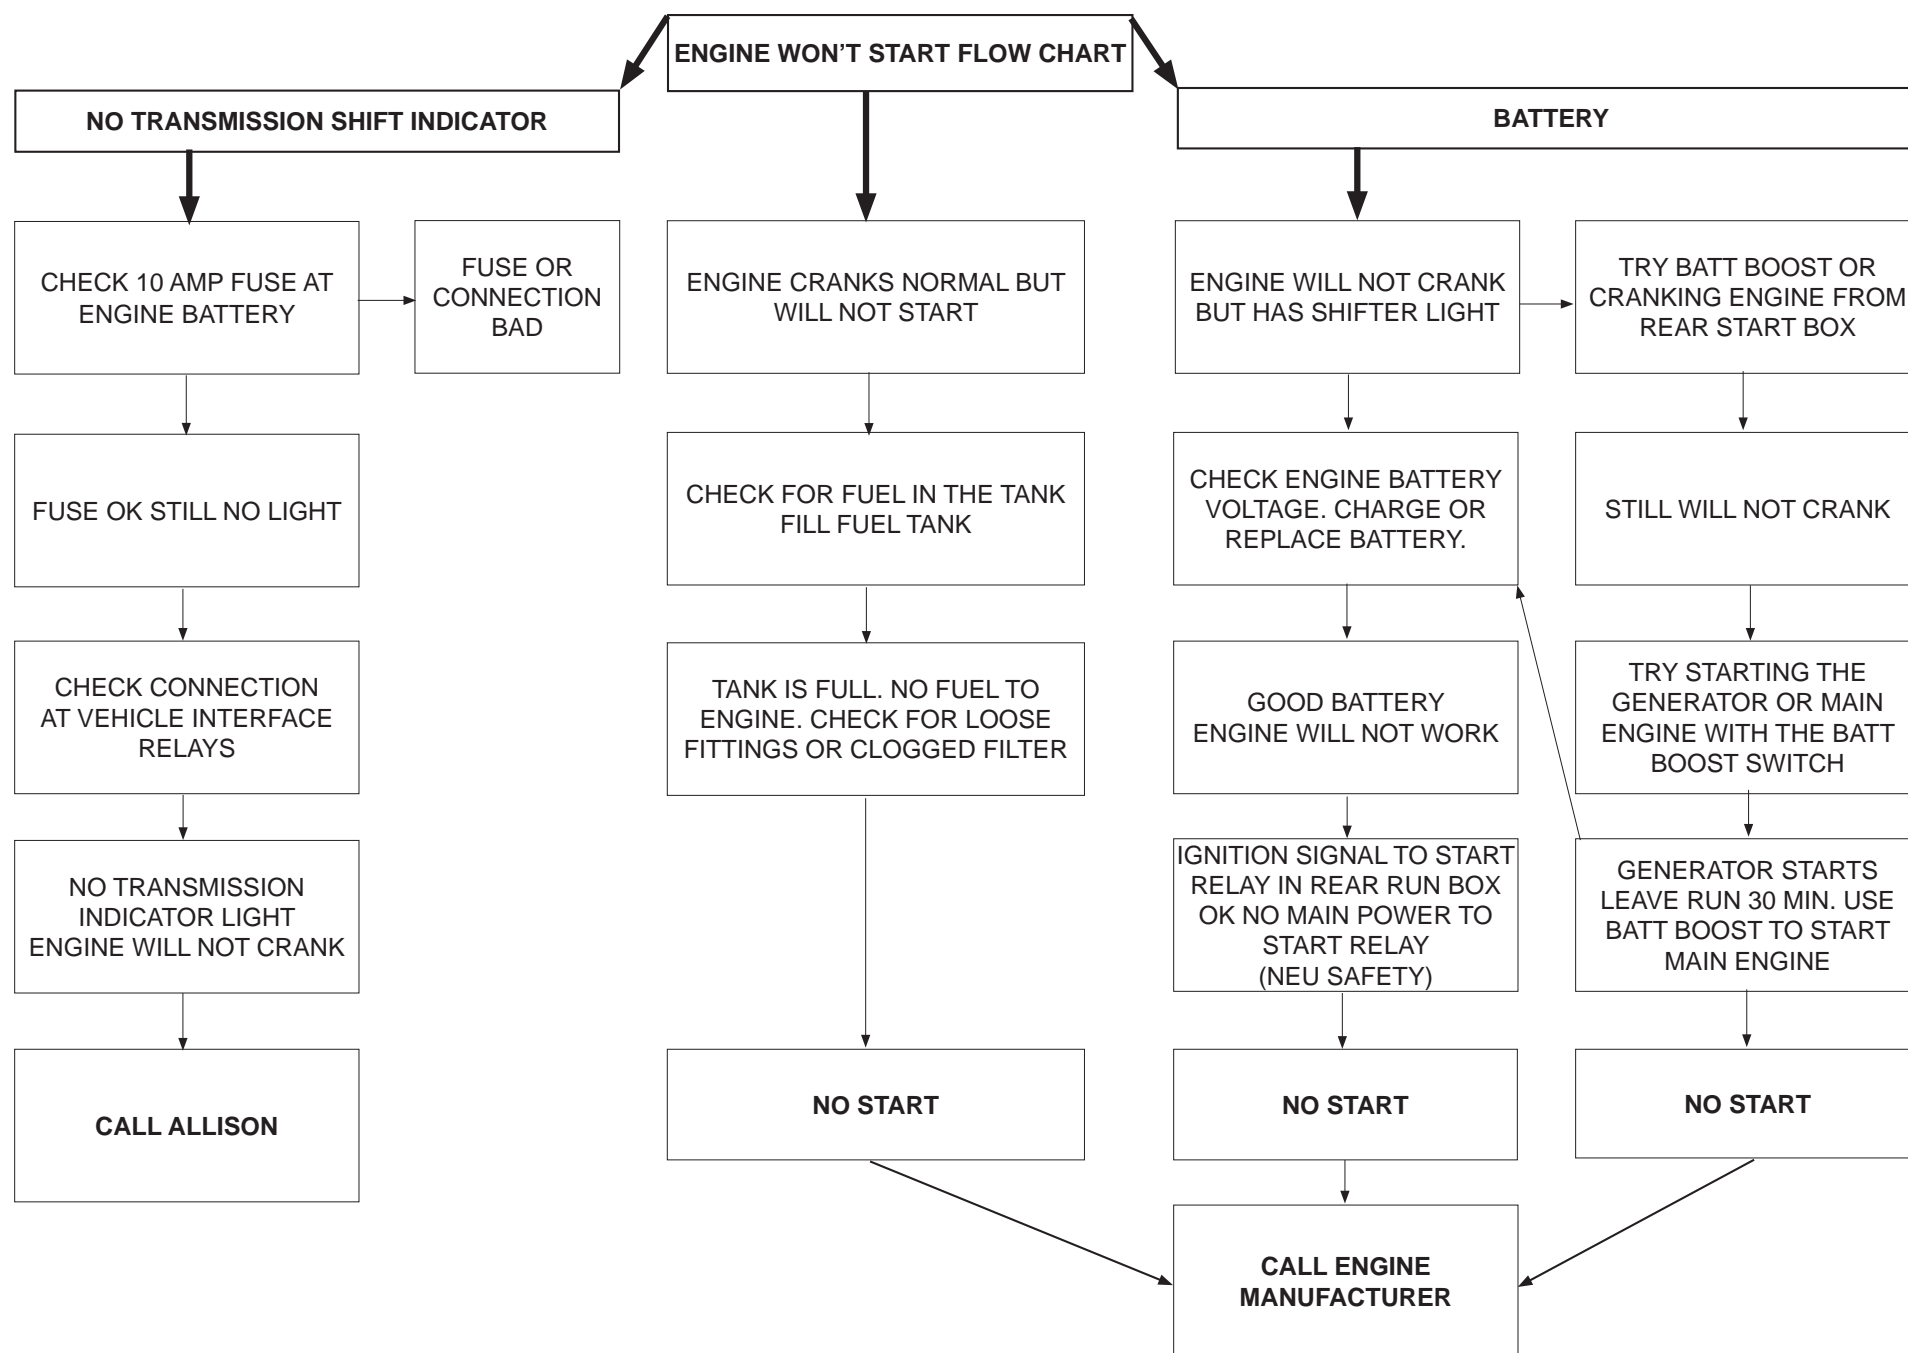 ENGINE WON'T START FLOW CHART
NO TRANSMISSION SHIFT INDICATOR
BATTERY
CHECK 10 AMP FUSE AT
ENGINE BATTERY
FUSE OR
CONNECTION
BAD
FUSE OK STILL NO LIGHT
CHECK CONNECTION
AT VEHICLE INTERFACE
RELAYS
NO TRANSMISSION
INDICATOR LIGHT
ENGINE WILL NOT CRANK
CALL ALLISON
ENGINE CRANKS NORMAL BUT
WILL NOT START
CHECK FOR FUEL IN THE TANK
FILL FUEL TANK
TANK IS FULL. NO FUEL TO
ENGINE. CHECK FOR LOOSE
FITTINGS OR CLOGGED FILTER
NO START
ENGINE WILL NOT CRANK
BUT HAS SHIFTER LIGHT
CHECK ENGINE BATTERY
VOLTAGE. CHARGE OR
REPLACE BATTERY.
GOOD BATTERY
ENGINE WILL NOT WORK
IGNITION SIGNAL TO START
RELAY IN REAR RUN BOX
OK NO MAIN POWER TO
START RELAY
(NEU SAFETY)
NO START
TRY BATT BOOST OR
CRANKING ENGINE FROM
REAR START BOX
STILL WILL NOT CRANK
TRY STARTING THE
GENERATOR OR MAIN
ENGINE WITH THE BATT
BOOST SWITCH
GENERATOR STARTS
LEAVE RUN 30 MIN. USE
BATT BOOST TO START
MAIN ENGINE
NO START
CALL ENGINE
MANUFACTURER